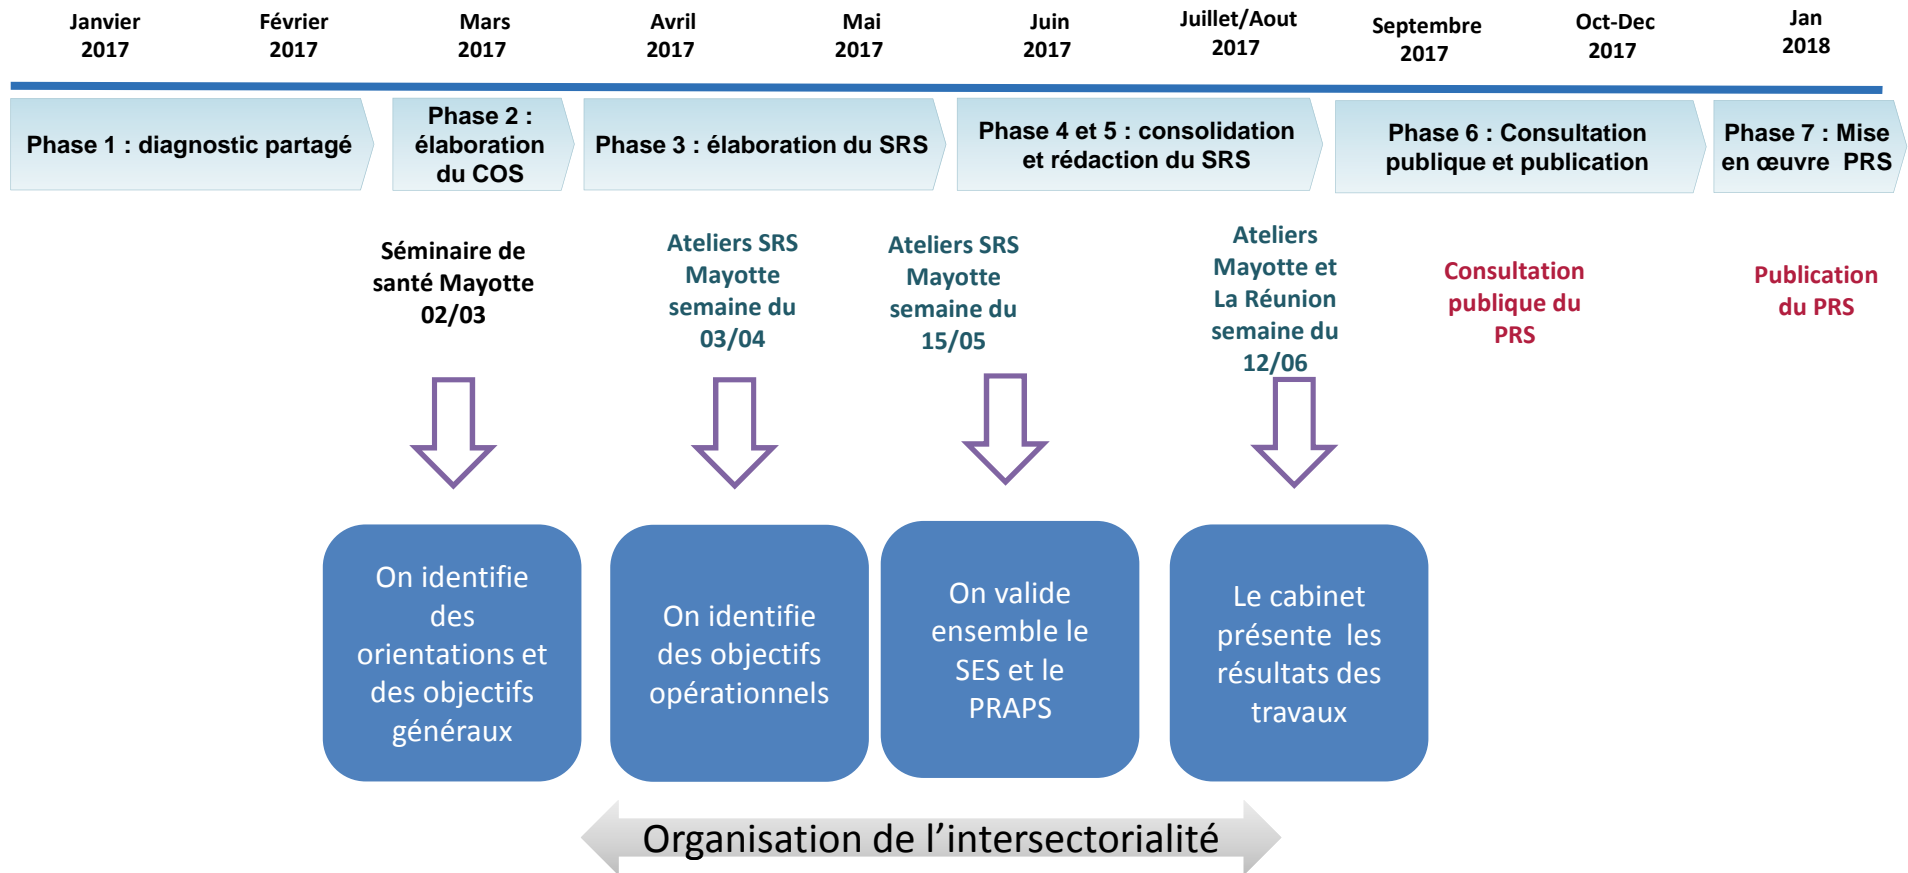 Janvier
2017
Février
2017
Mars
2017
Avril
2017
Mai
2017
Juin
2017
Juillet/Aout
2017
Septembre
2017
Oct-Dec
2017
Jan
2018
Phase 1 : diagnostic partagé
Phase 2 :
élaboration
du COS
Phase 3 : élaboration du SRS
Phase 4 et 5 : consolidation
et rédaction du SRS
Phase 6 : Consultation
publique et publication
Phase 7 : Mise
en œuvre PRS
Séminaire de
santé Mayotte
02/03
Ateliers SRS
Mayotte
semaine du
03/04
Ateliers SRS
Mayotte
semaine du
15/05
Ateliers
Mayotte et
La Réunion
semaine du
12/06
Consultation
publique du
PRS
Publication
du PRS
On identifie
des
orientations et
des objectifs
généraux
On identifie
des objectifs
opérationnels
On valide
ensemble le
SES et le
PRAPS
Le cabinet
présente les
résultats des
travaux
Organisation de l’intersectorialité